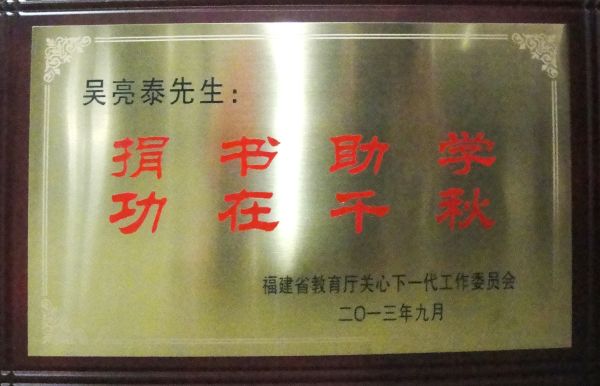 吴亮泰先生：
捐书助学
功在千秋
福建省教育厅关心下一代工作委员会
二〇一三年九月